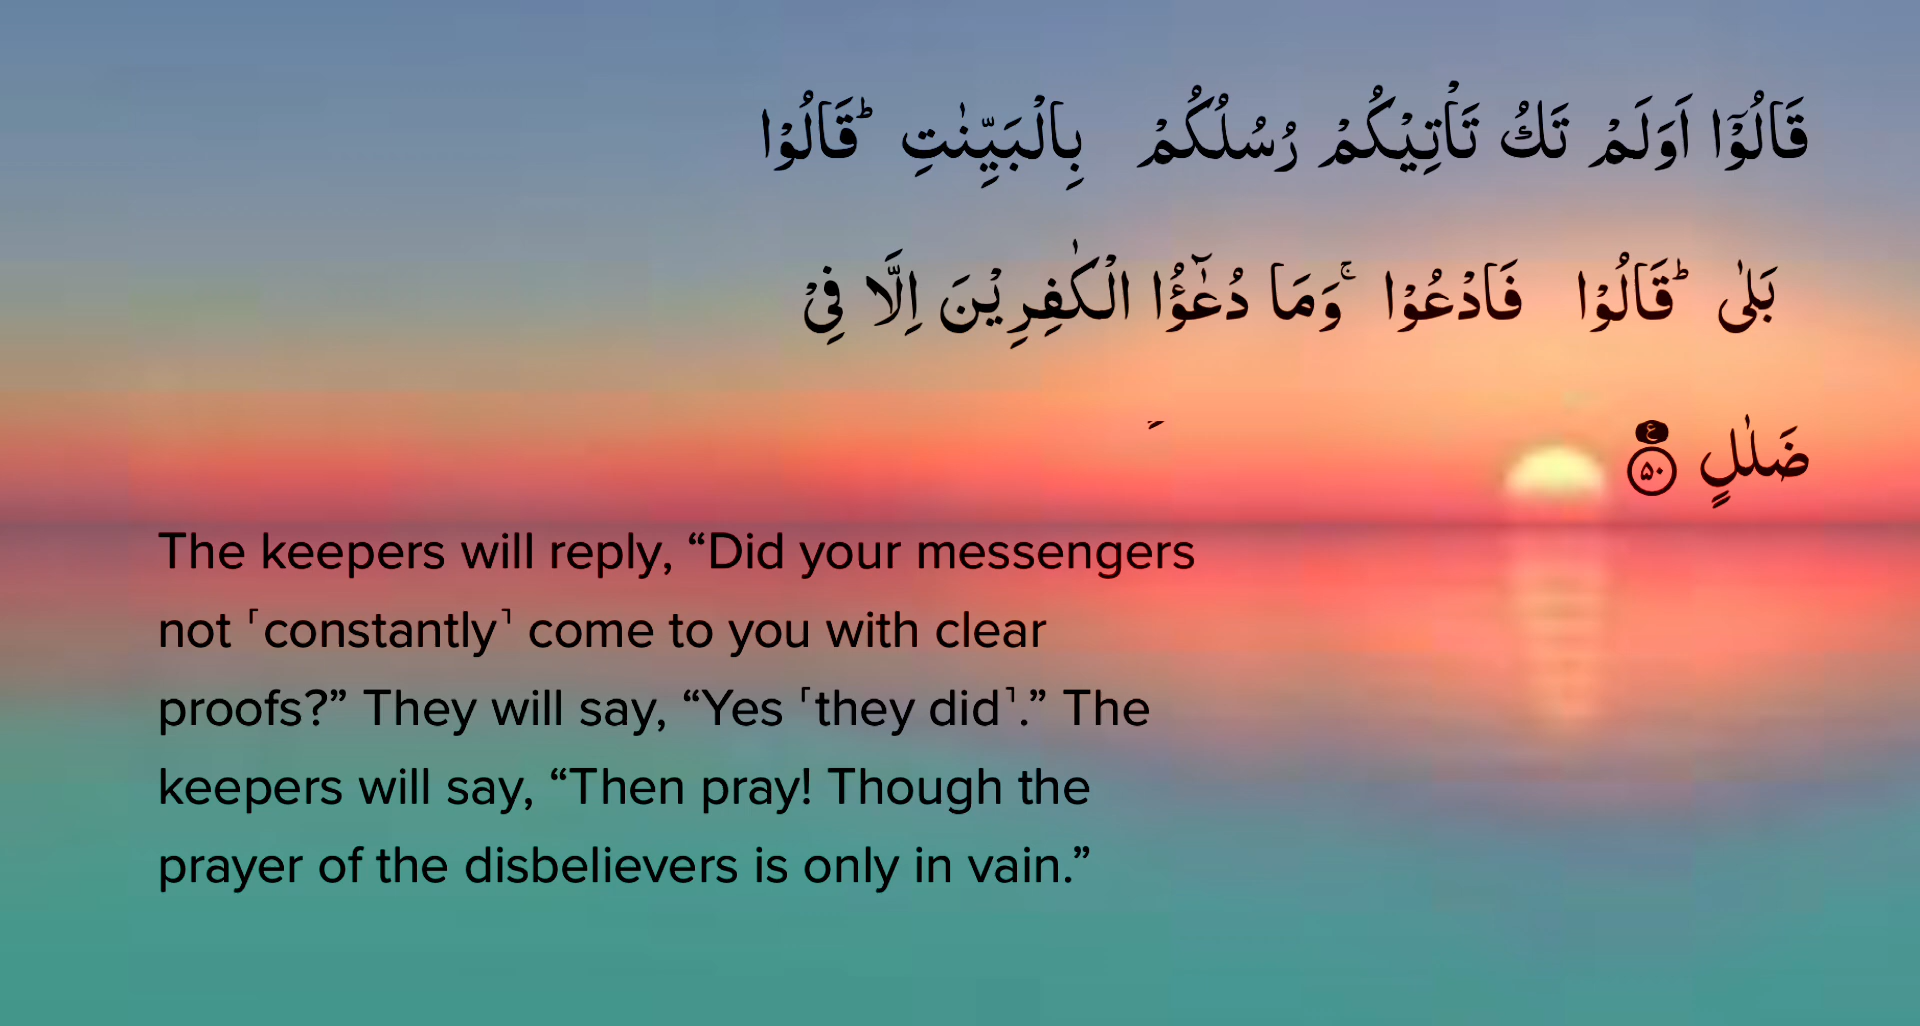 قَالُوْٓا اَوَلَمْ تَكُ تَاْتِيْكُمْ رُسُلُكُمْ بِالْبَيِّنٰتِ ؕ قَالُوْا
بَلٰى ؕ قَالُوْا فَادْعُوْا ۚ وَمَا دُعٰٓؤُا الْكٰفِرِيْنَ اِلَّا فِيْ
ضَلٰلٍ ع ۵۰
The keepers will reply, “Did your messengers
not ˹constantly˺ come to you with clear
proofs?” They will say, “Yes ˹they did˺.” The
keepers will say, “Then pray! Though the
prayer of the disbelievers is only in vain.”